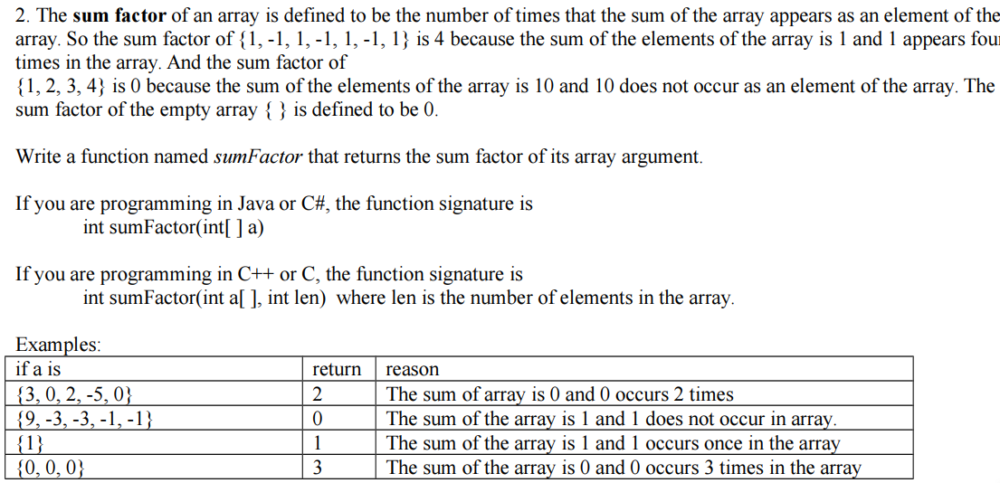 2. The sum factor of an array is defined to be the number of times that the sum of the array appears as an element of the
array. So the sum factor of {1, -1, 1, -1, 1, -1, 1} is 4 because the sum of the elements of the array is 1 and 1 appears four
times in the array. And the sum factor of
{1, 2, 3, 4} is 0 because the sum of the elements of the array is 10 and 10 does not occur as an element of the array. The
sum factor of the empty array { } is defined to be 0.
Write a function named sumFactor that returns the sum factor of its array argument.
If you are programming in Java or C#, the function signature is
int sumFactor(int[ ] a)
If you are programming in C++ or C, the function signature is
int sumFactor(int a[ ], int len) where len is the number of elements in the array.
Examples:
if a is return reason
{3, 0, 2, -5, 0} 2 The sum of array is 0 and 0 occurs 2 times
{9, -3, -3, -1, -1} 0 The sum of the array is 1 and 1 does not occur in array.
{1} 1 The sum of the array is 1 and 1 occurs once in the array
{0, 0, 0} 3 The sum of the array is 0 and 0 occurs 3 times in the array